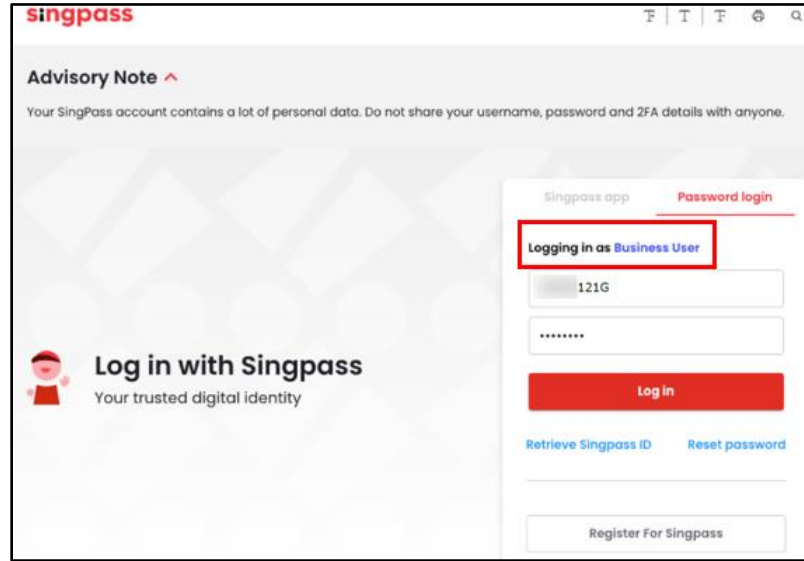 singpass
T | T | T
Advisory Note
Your SingPass account contains a lot of personal data. Do not share your username, password and 2FA details with anyone.
Singpass app Password login
Logging in as Business User
121G
••••••••
Log in with Singpass
Your trusted digital identity
Log in
Retrieve Singpass ID Reset password
Register For Singpass